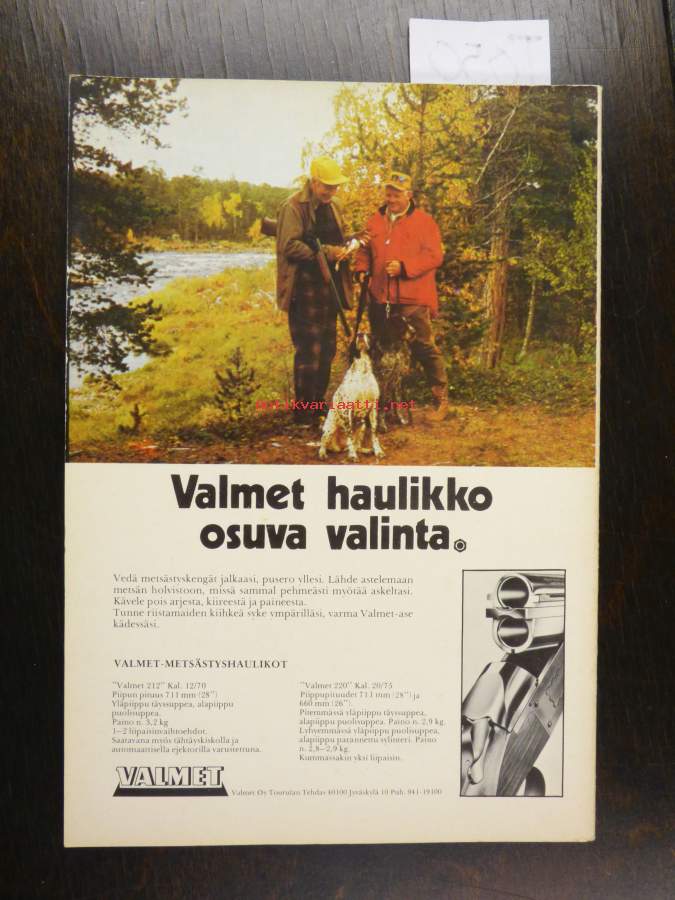 antikvariaatti.net
Valmet haulikko
osuva valinta.
Vedä metsästyskengät jalkaasi, pusero yllesi. Lähde astelemaan
metsän holvistoon, missä sammal pehmeästi myötää askeltasi.
Kävele pois arjesta, kiireestä ja paineesta.
Tunne riistamaiden kiihkeä syke ympärilläsi, varma Valmet-ase
kädessäsi.
VALMET-METSÄSTYSHAULIKOT
"Valmet 212" Kal. 12/70
Piipun pituus 711 mm (28")
Yläpiippu täyssuppea, alapiippu
puolisuppea.
Paino n. 3,2 kg
1–2 liipaisinvaihtoehdot.
Saatavana myös tähtäyskiskolla ja
automaattisella ejektorilla varustettuna.
"Valmet 220" Kal. 20/75
Piippupituudet 711 mm (28") ja
660 mm (26").
Pitemmässä yläpiippu täyssuppea,
alapiippu puolisuppea. Paino n. 2,9 kg.
Lyhyemmässä yläpiippu puolisuppea,
alapiippu parannettu sylinteri. Paino
n. 2,8–2,9 kg.
Kummassakin yksi liipaisin.
VALMET
Valmet Oy Tourulan Tehdas 40100 Jyväskylä 10 Puh. 941-19100